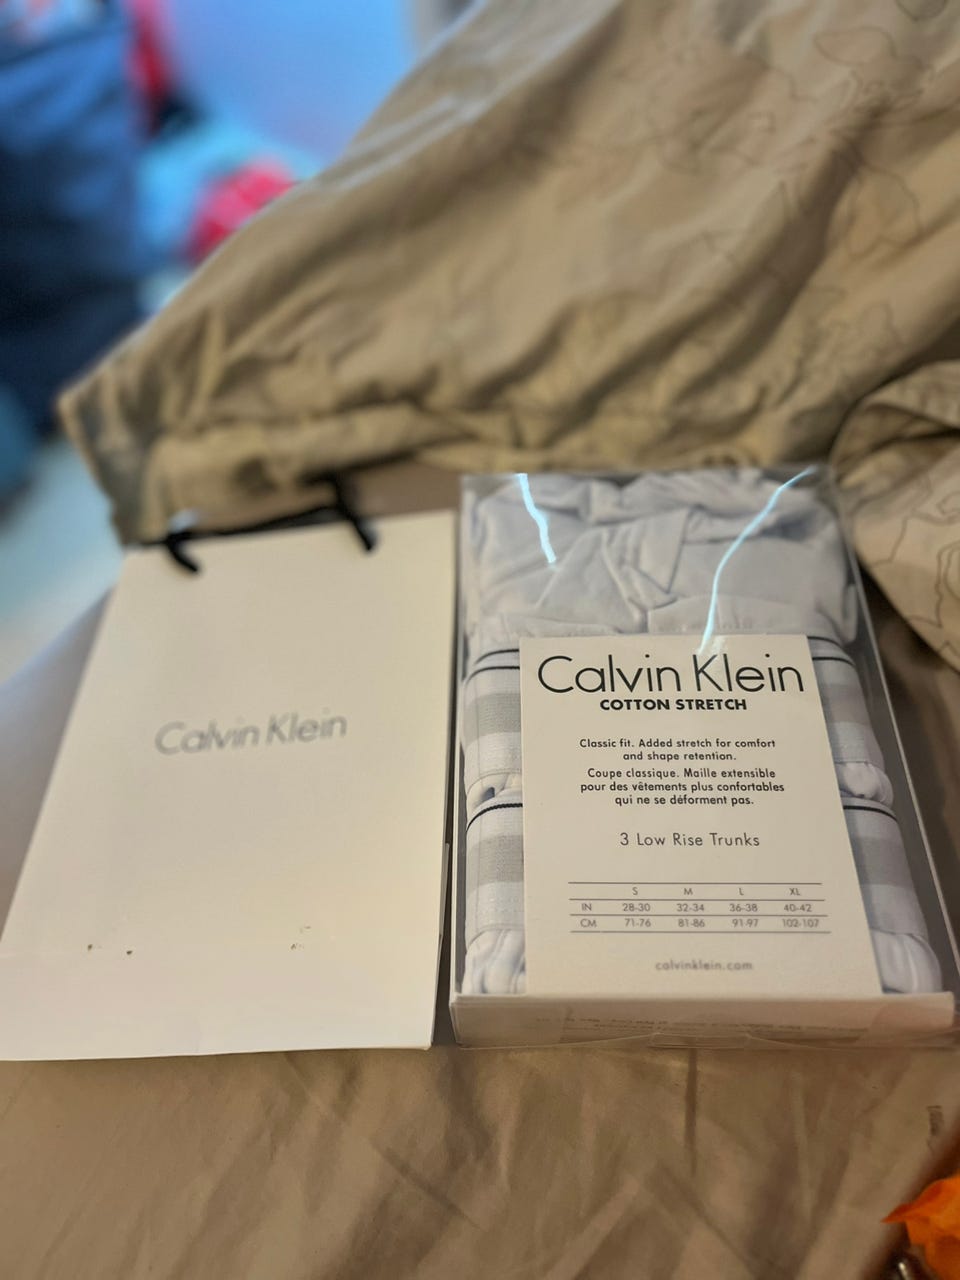 Calvin Klein
Calvin Klein
COTTON STRETCH
Classic fit. Added stretch for comfort
and shape retention.
Coupe classique. Maille extensible
pour des vêtements plus confortables
qui ne se déforment pas.
3 Low Rise Trunks
S M L XL
IN 28-30 32-34 36-38 40-42
CM 71-76 81-86 91-97 102-107
calvinklein.com